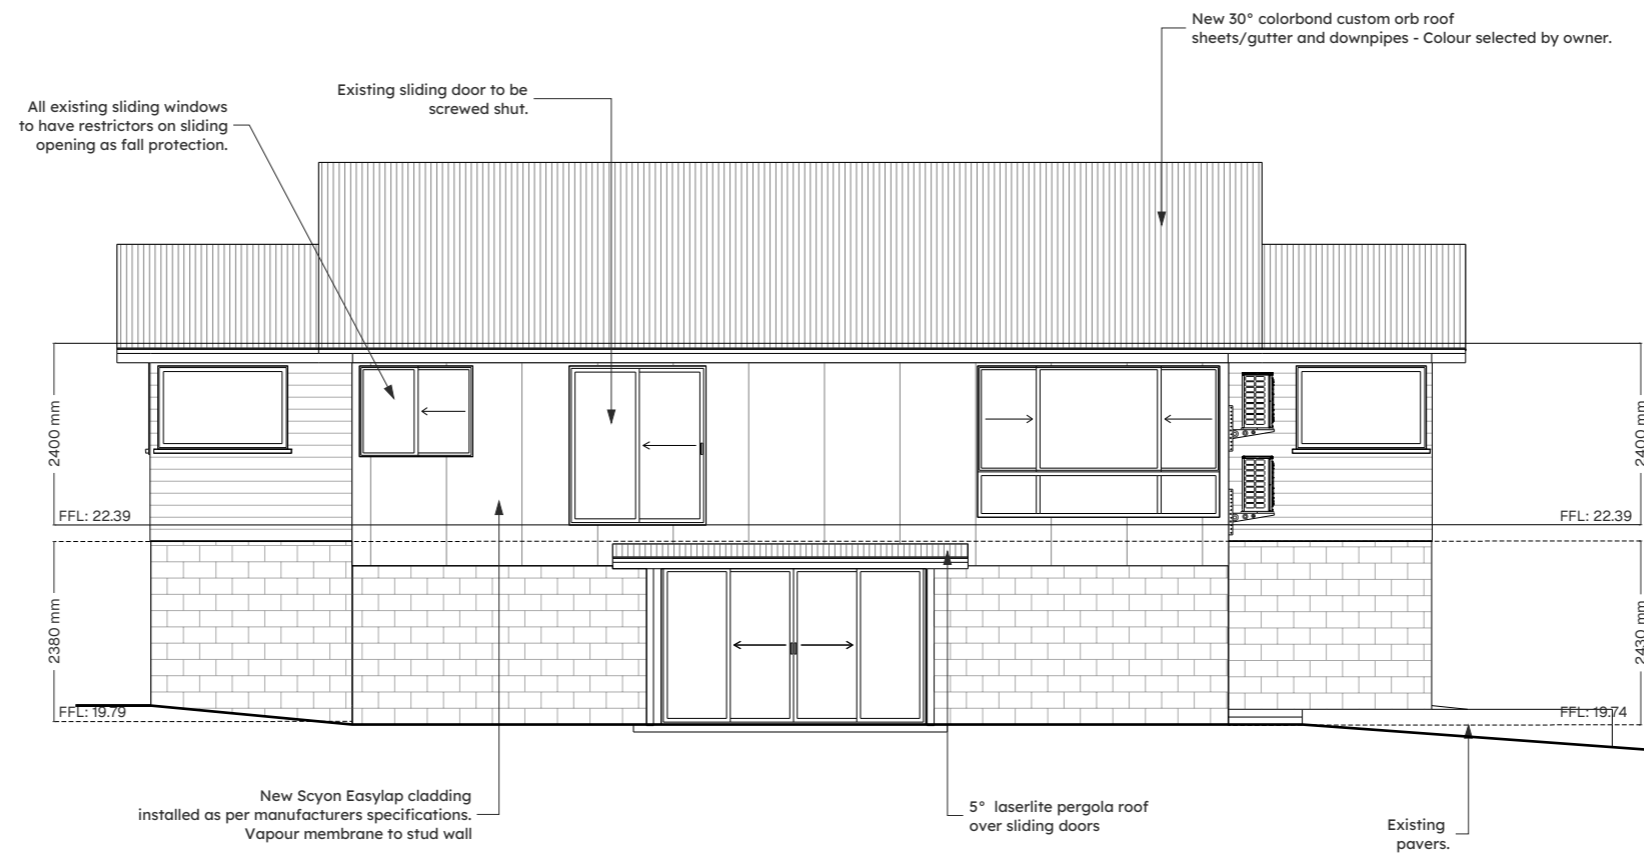 New 30° colorbond custom orb roof
sheets/gutter and downpipes - Colour selected by owner.
Existing sliding door to be
screwed shut.
All existing sliding windows
to have restrictors on sliding
opening as fall protection.
2400 mm
2400 mm
FFL: 22.39
FFL: 22.39
2380 mm
2430 mm
FFL: 19.79
FFL: 19.74
New Scyon Easylap cladding
installed as per manufacturers specifications.
Vapour membrane to stud wall
5° laserlite pergola roof
over sliding doors
Existing
pavers.